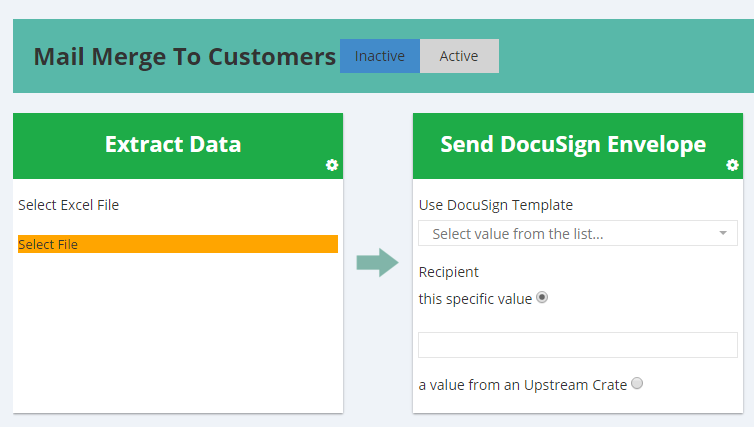 Mail Merge To Customers Inactive Active
Extract Data
Select Excel File
Select File
Send DocuSign Envelope
Use DocuSign Template
Select value from the list...
Recipient
this specific value
a value from an Upstream Crate